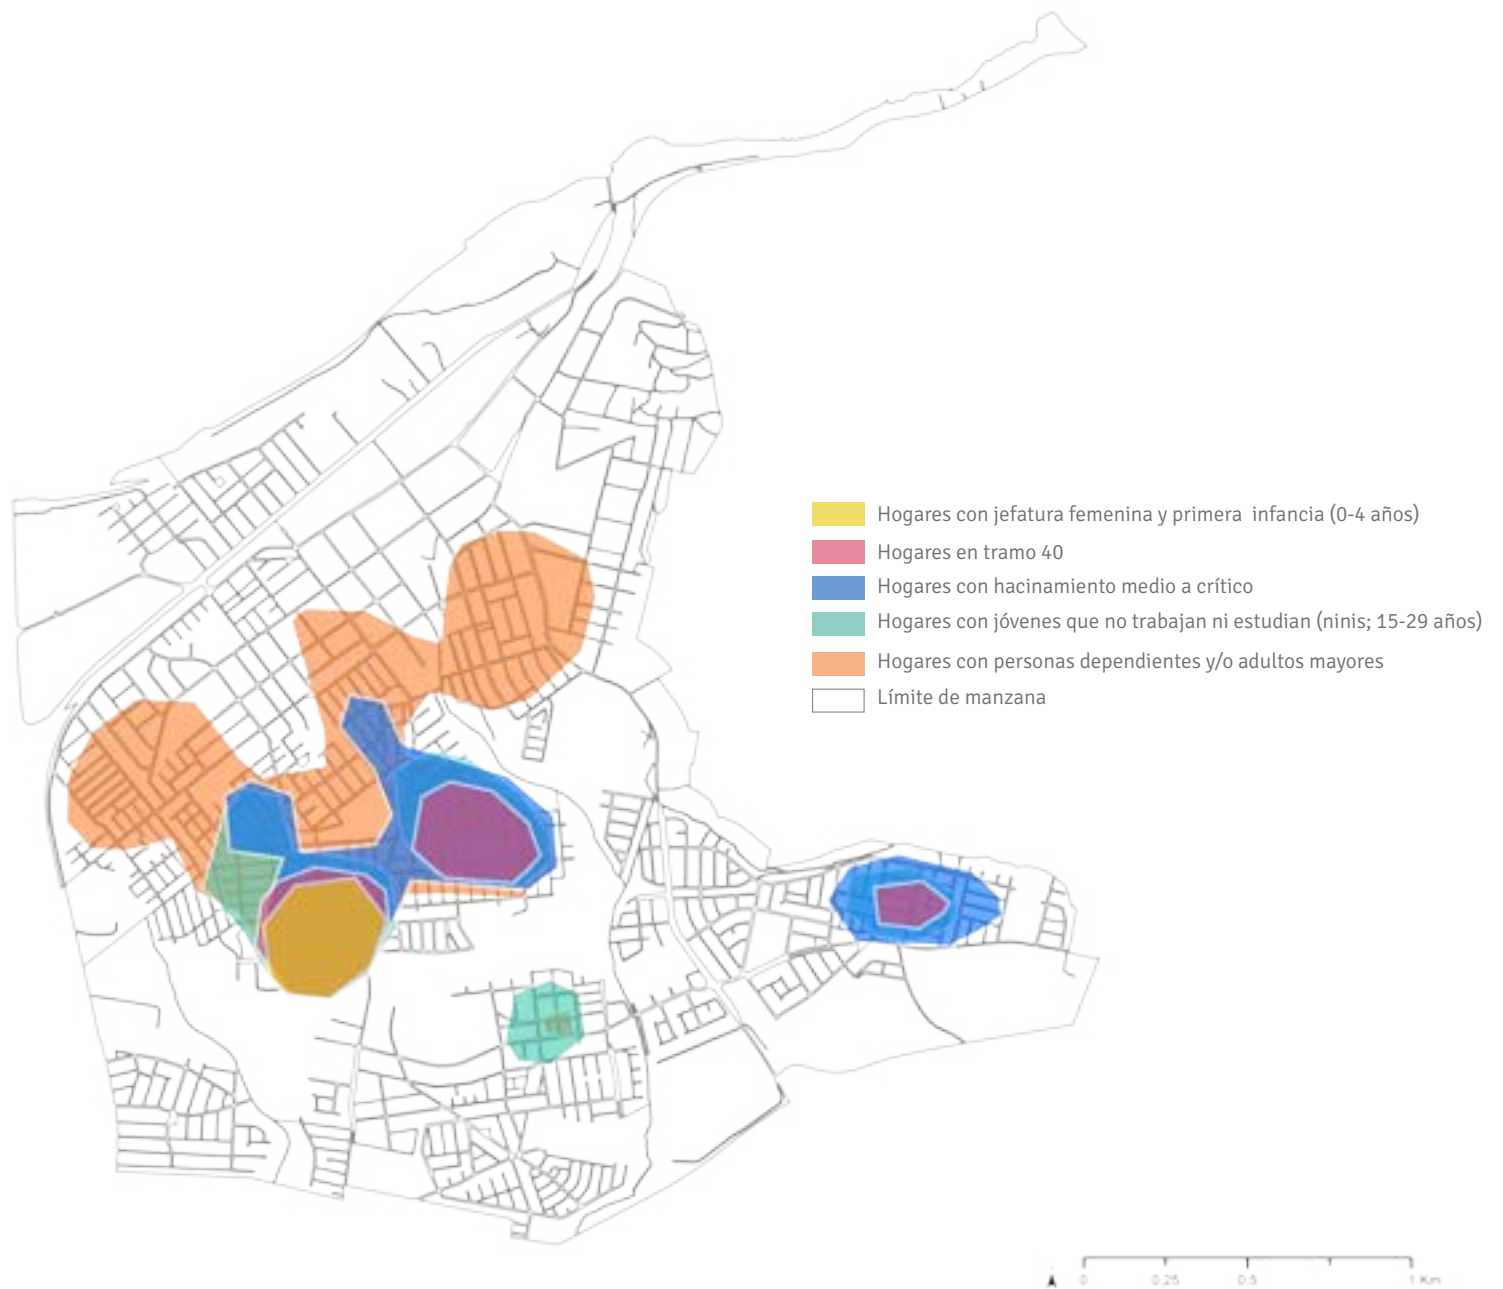 Hogares con jefatura femenina y primera infancia (0-4 años)
Hogares en tramo 40
Hogares con hacinamiento medio a crítico
Hogares con jóvenes que no trabajan ni estudian (ninis; 15-29 años)
Hogares con personas dependientes y/o adultos mayores
Límite de manzana
0 0,25 0,5 1 Km